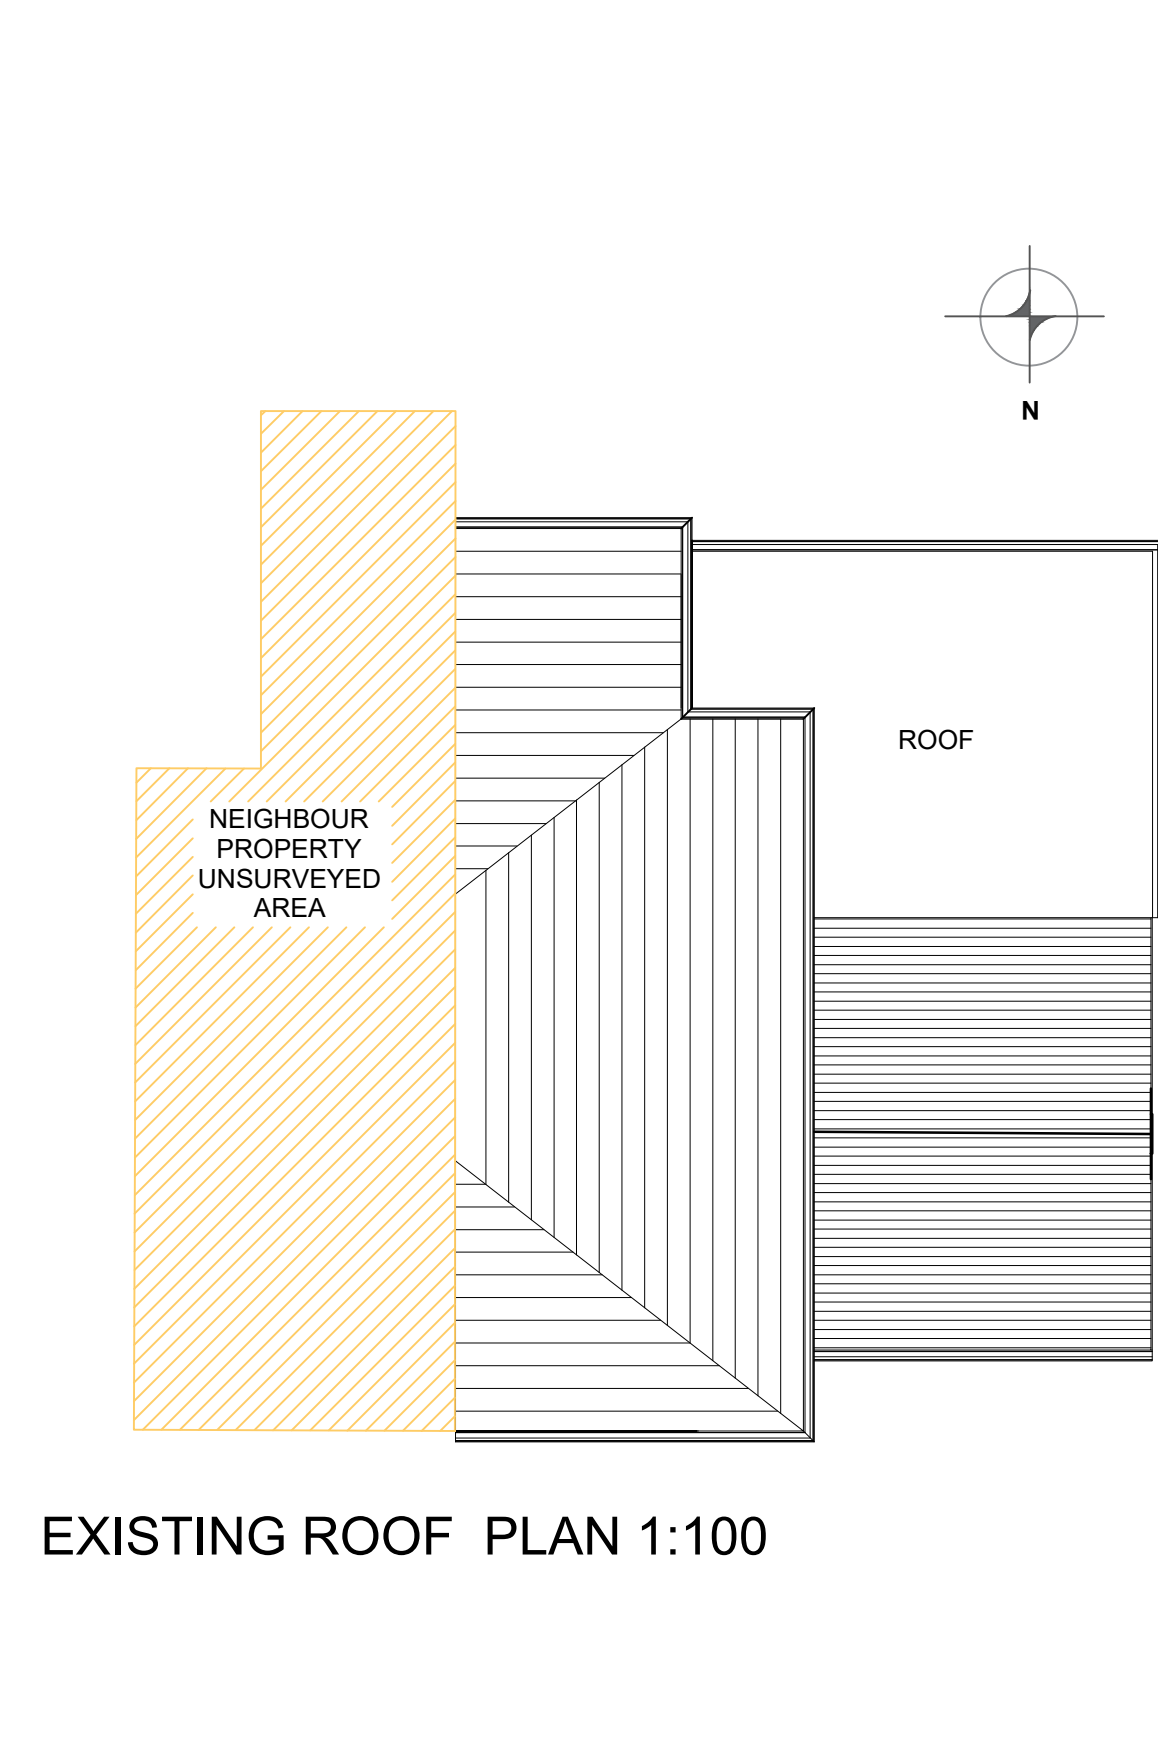 N
ROOF
NEIGHBOUR
PROPERTY
UNSURVEYED
AREA
EXISTING ROOF PLAN 1:100